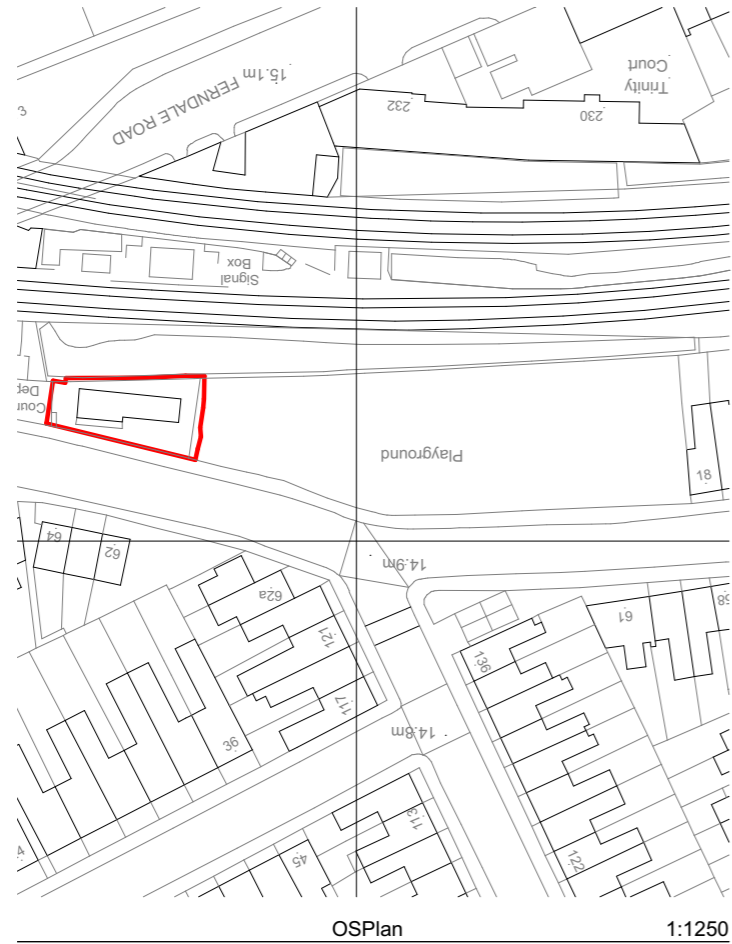 15.1m
FERNDALE ROAD
3
232
230
Trinity
Court
Signal
Box
Playground
18
64
62
62a
14.9m
121
117
36
14.8m
61
136
122
113
45
OSPlan
1:1250